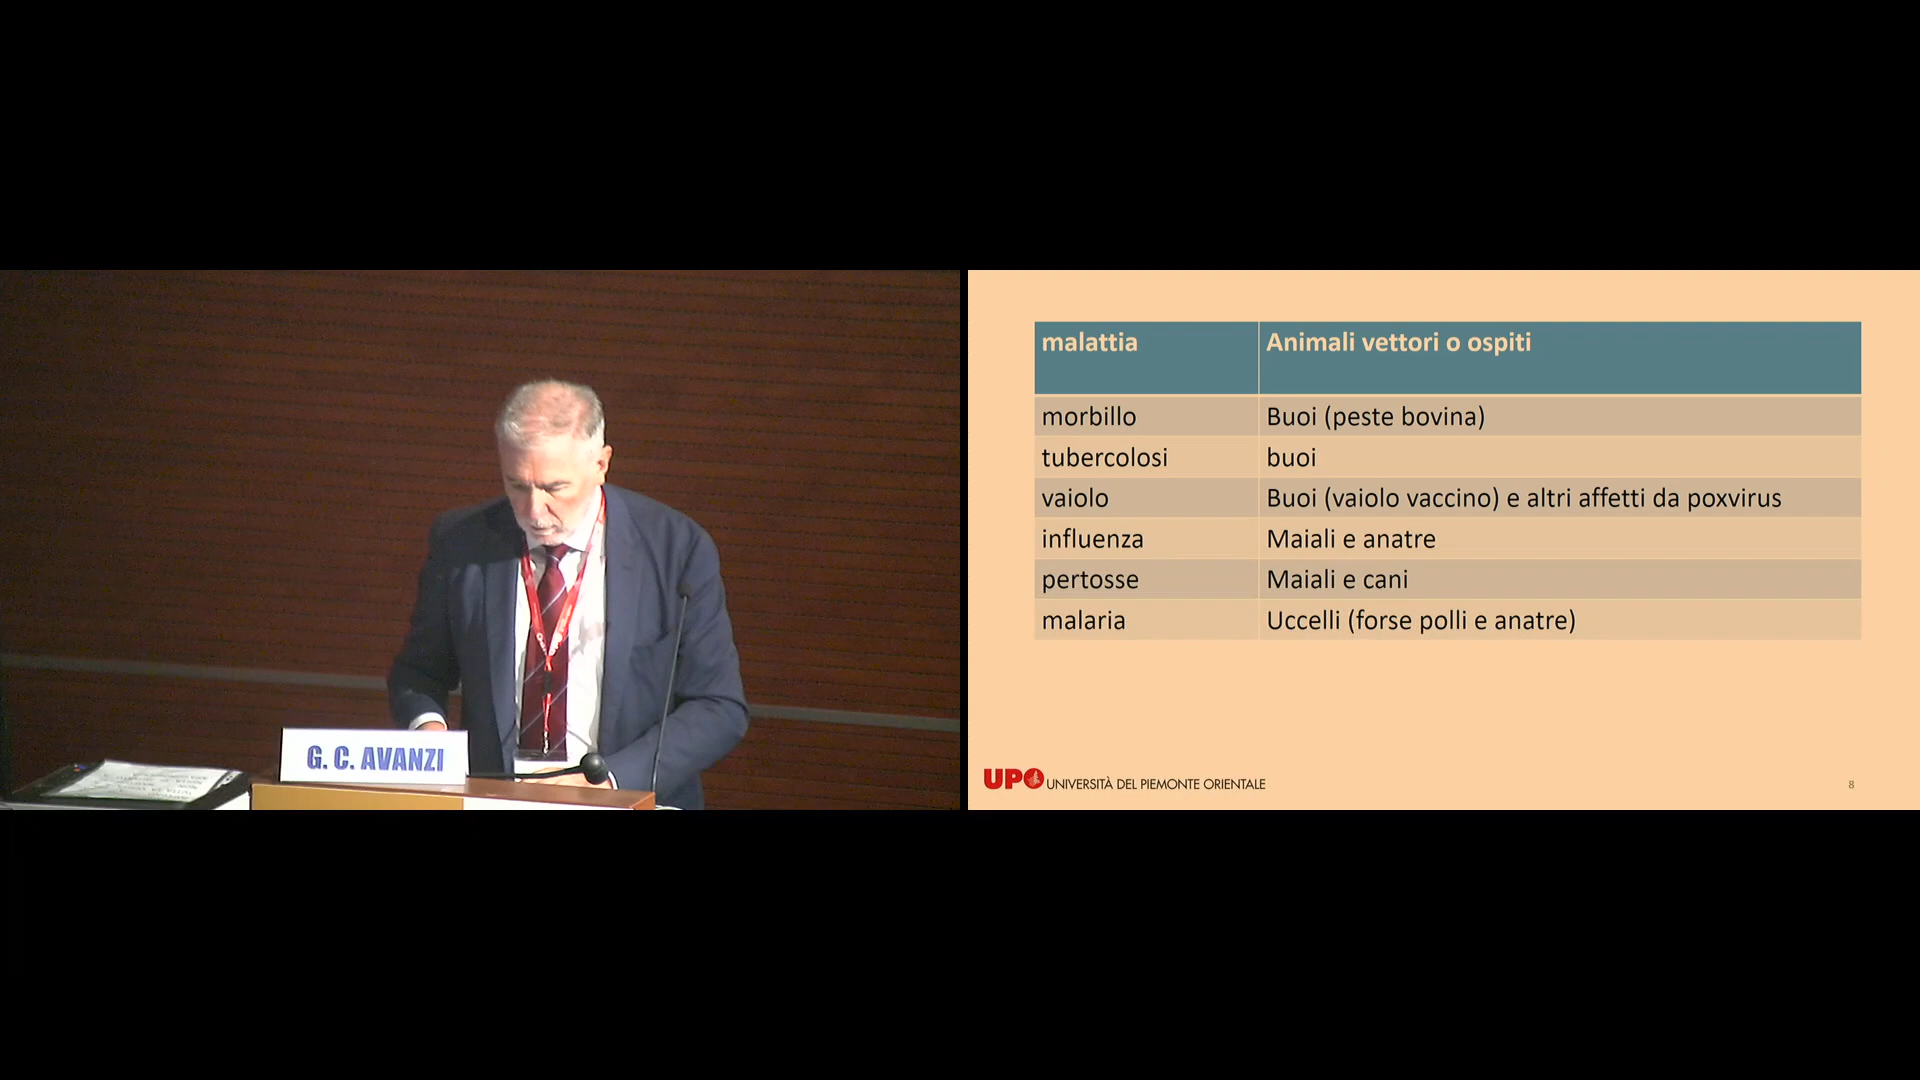 G. C. AVANZI
malattia Animali vettori o ospiti
morbillo Buoi (peste bovina)
tubercolosi buoi
vaiolo Buoi (vaiolo vaccino) e altri affetti da poxvirus
influenza Maiali e anatre
pertosse Maiali e cani
malaria Uccelli (forse polli e anatre)
UPO UNIVERSITÀ DEL PIEMONTE ORIENTALE
8